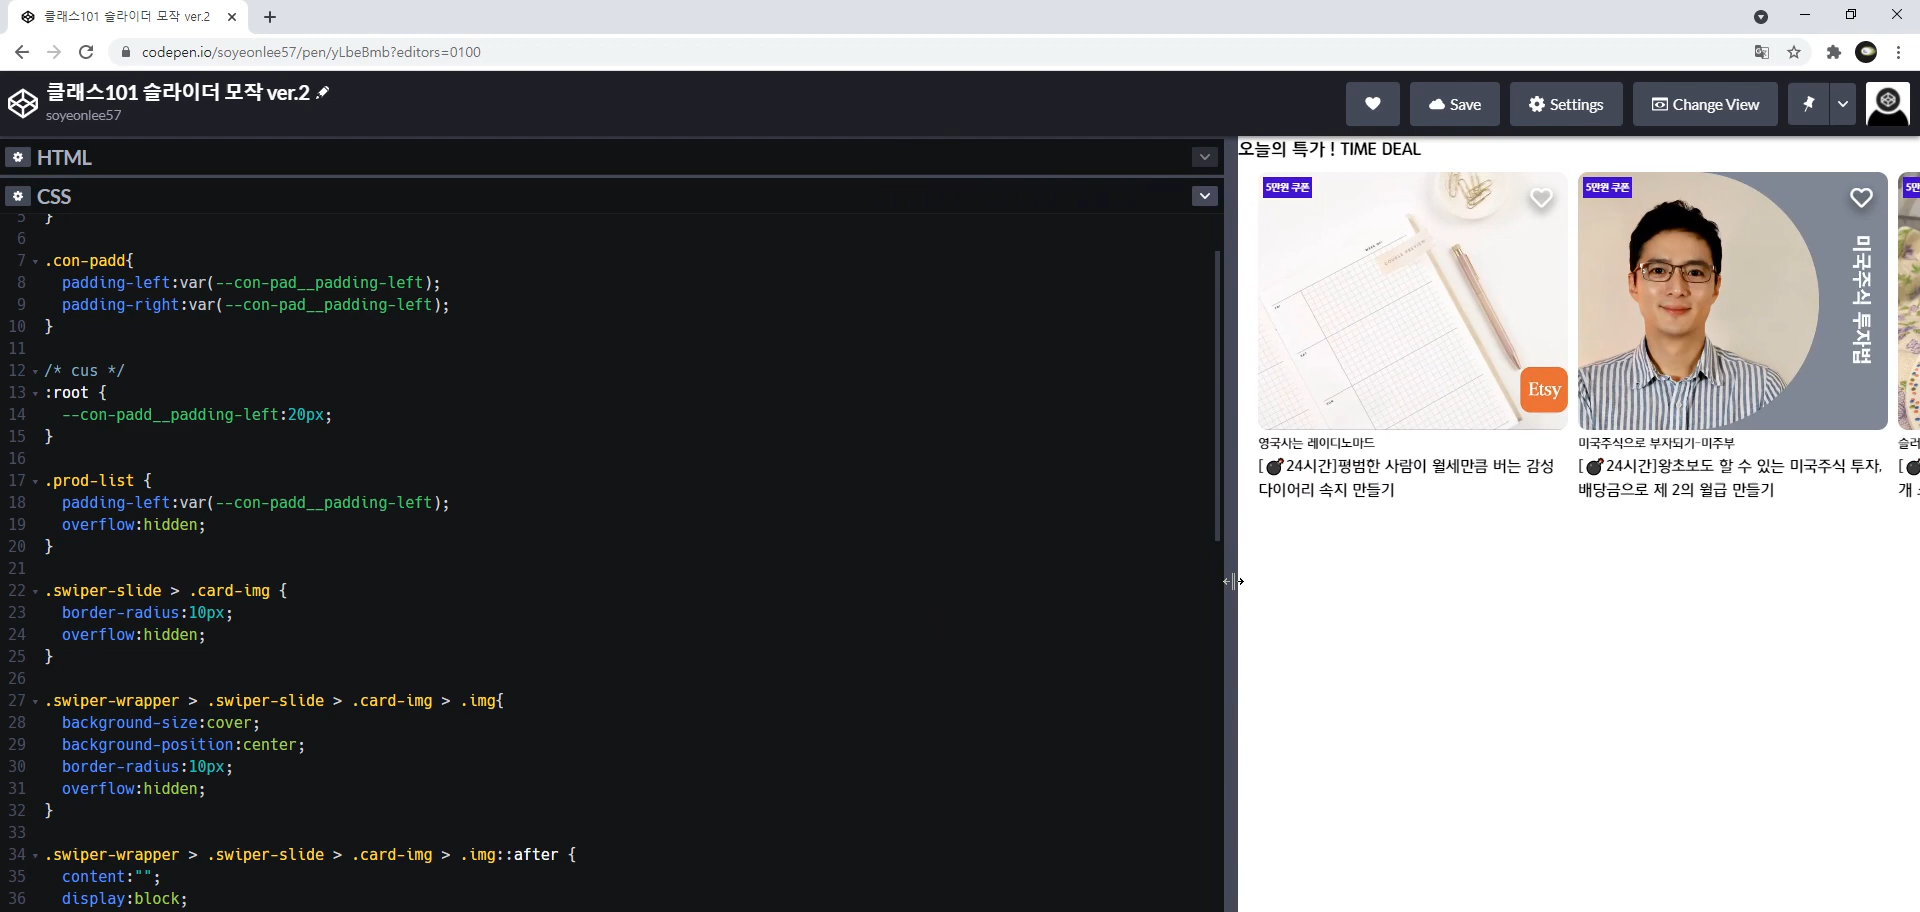 클래스101 슬라이더 모작 ver.2
codepen.io/soyeonlee57/pen/yLbeBmb?editors=0100
클래스101 슬라이더 모작 ver.2
soyeonlee57
Save
Settings
Change View
HTML
CSS
5 }
6
7 .con-padd{
8 padding-left:var(--con-pad__padding-left);
9 padding-right:var(--con-pad__padding-left);
10 }
11
12 /* cus */
13 :root {
14 --con-padd__padding-left:20px;
15 }
16
17 .prod-list {
18 padding-left:var(--con-padd__padding-left);
19 overflow:hidden;
20 }
21
22 .swiper-slide > .card-img {
23 border-radius:10px;
24 overflow:hidden;
25 }
26
27 .swiper-wrapper > .swiper-slide > .card-img > .img{
28 background-size:cover;
29 background-position:center;
30 border-radius:10px;
31 overflow:hidden;
32 }
33
34 .swiper-wrapper > .swiper-slide > .card-img > .img::after {
35 content:"";
36 display:block;
오늘의 특가 ! TIME DEAL
5만원 쿠폰
Etsy
영국사는 레이디노마드
[💣24시간]평범한 사람이 월세만큼 버는 감성
다이어리 속지 만들기
5만원 쿠폰
미국주식 투자법
미국주식으로 부자되기-미주부
[💣24시간]왕초보도 할 수 있는 미국주식 투자,
배당금으로 제 2의 월급 만들기
5만
슬러
[💣
개